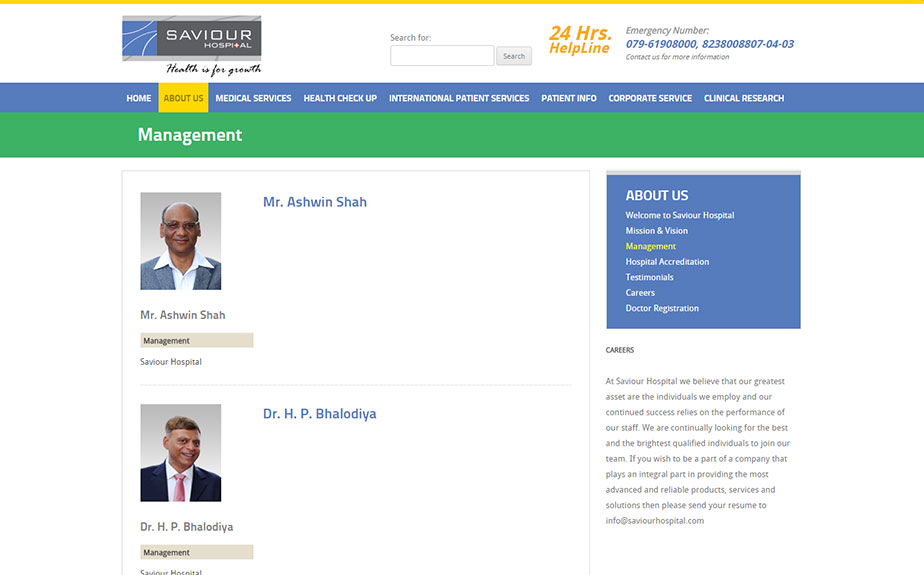 SAVIOUR
HOSPITAL
Health is for growth
Search for:
Search
24 Hrs.
HelpLine
Emergency Number:
079-61908000, 8238008807-04-03
Contact us for more information
HOME ABOUT US MEDICAL SERVICES HEALTH CHECK UP INTERNATIONAL PATIENT SERVICES PATIENT INFO CORPORATE SERVICE CLINICAL RESEARCH
Management
Mr. Ashwin Shah
Mr. Ashwin Shah
Management
Saviour Hospital
Dr. H. P. Bhalodiya
Dr. H. P. Bhalodiya
Management
Saviour Hospital
ABOUT US
Welcome to Saviour Hospital
Mission & Vision
Management
Hospital Accreditation
Testimonials
Careers
Doctor Registration
CAREERS
At Saviour Hospital we believe that our greatest
asset are the individuals we employ and our
continued success relies on the performance of
our staff. We are continually looking for the best
and the brightest qualified individuals to join our
team. If you wish to be a part of a company that
plays an integral part in providing the most
advanced and reliable products, services and
solutions then please send your resume to
info@saviourhospital.com